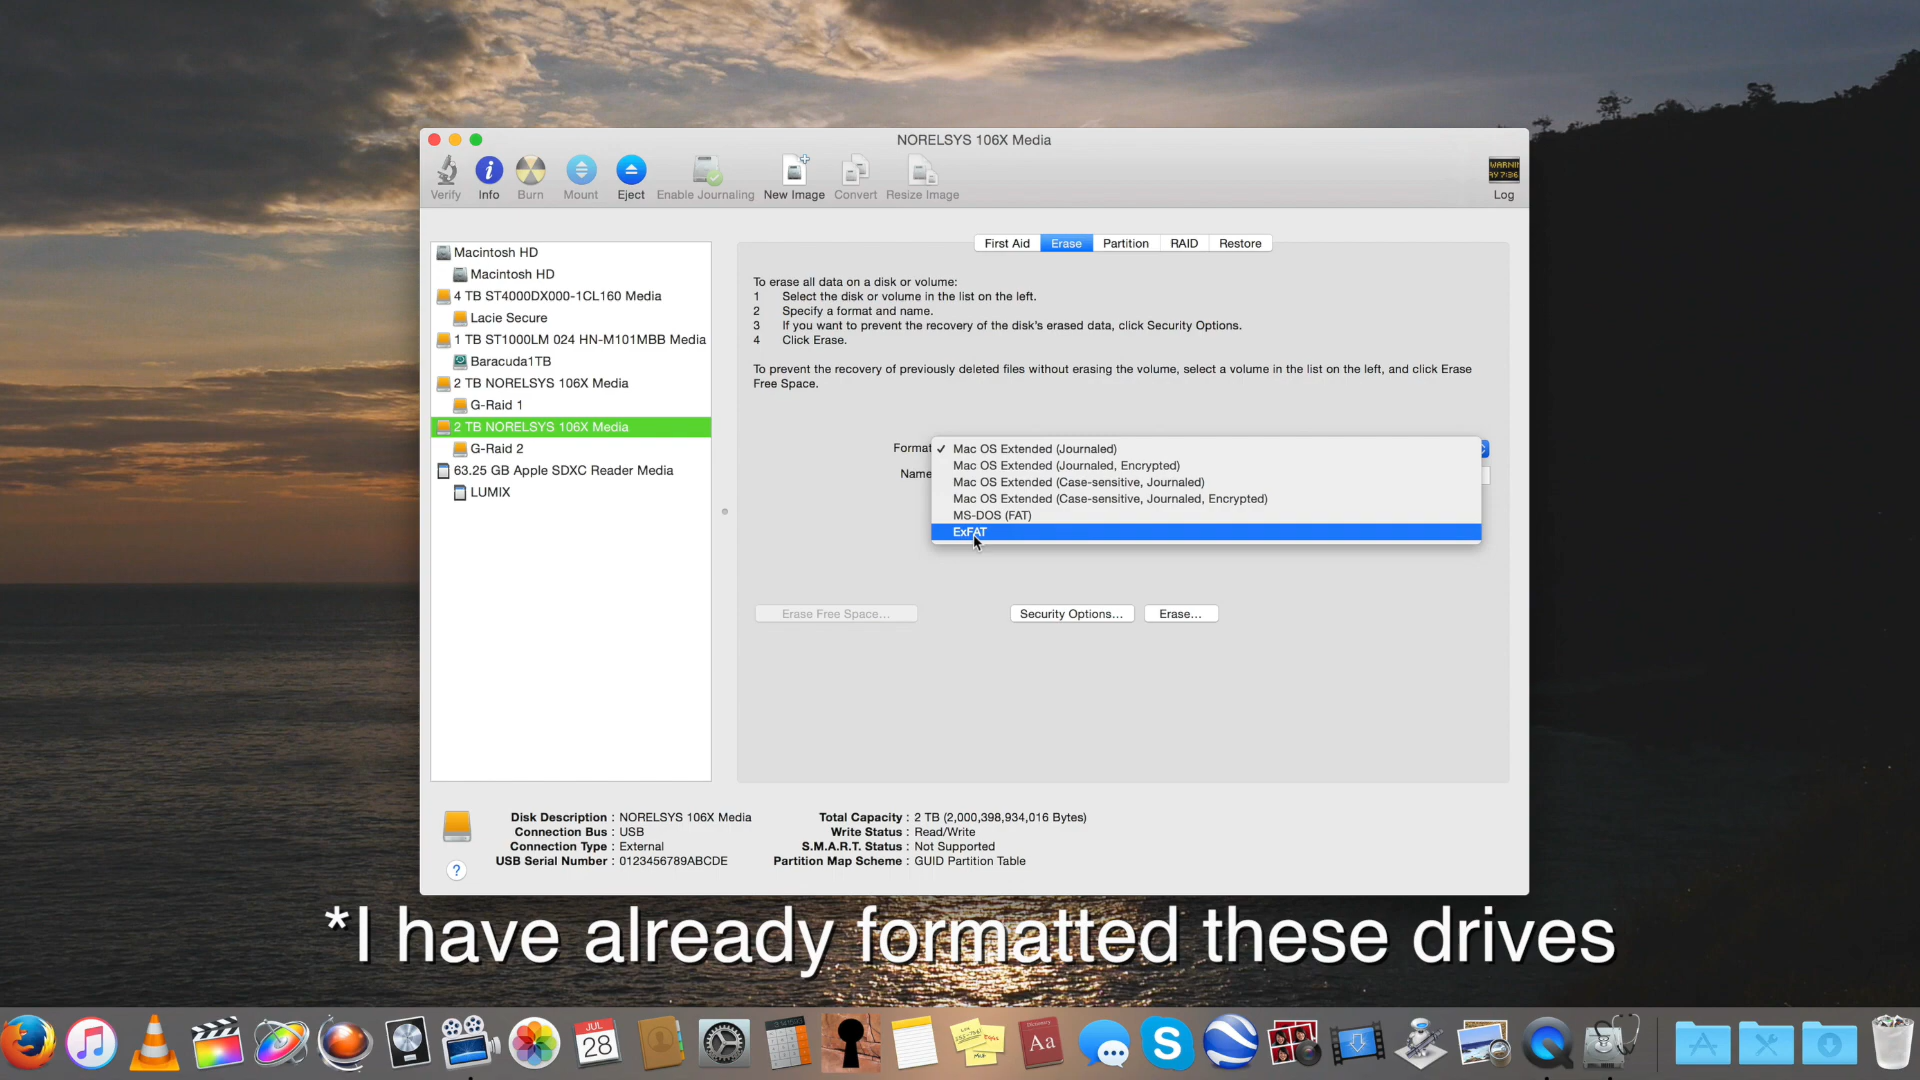 NORELSYS 106X Media
Verify Info Burn Mount Eject Enable Journaling New Image Convert Resize Image Log
WARNIN
AY 7:36
Macintosh HD
Macintosh HD
4 TB ST4000DX000-1CL160 Media
Lacie Secure
1 TB ST1000LM 024 HN-M101MBB Media
Baracuda1TB
2 TB NORELSYS 106X Media
G-Raid 1
2 TB NORELSYS 106X Media
G-Raid 2
63.25 GB Apple SDXC Reader Media
LUMIX
First Aid Erase Partition RAID Restore
To erase all data on a disk or volume:
1 Select the disk or volume in the list on the left.
2 Specify a format and name.
3 If you want to prevent the recovery of the disk's erased data, click Security Options.
4 Click Erase.
To prevent the recovery of previously deleted files without erasing the volume, select a volume in the list on the left, and click Erase
Free Space.
Format
Name
✓ Mac OS Extended (Journaled)
Mac OS Extended (Journaled, Encrypted)
Mac OS Extended (Case-sensitive, Journaled)
Mac OS Extended (Case-sensitive, Journaled, Encrypted)
MS-DOS (FAT)
ExFAT
Erase Free Space... Security Options... Erase...
Disk Description : NORELSYS 106X Media
Connection Bus : USB
Connection Type : External
USB Serial Number : 0123456789ABCDE
Total Capacity : 2 TB (2,000,398,934,016 Bytes)
Write Status : Read/Write
S.M.A.R.T. Status : Not Supported
Partition Map Scheme : GUID Partition Table
?
*I have already formatted these drives
JUL
28
Aa